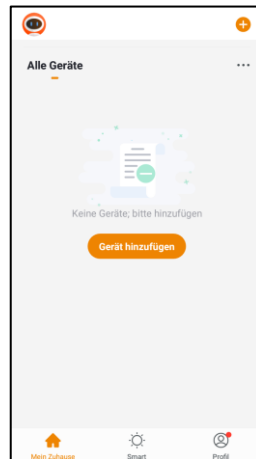 Alle Geräte
Keine Geräte; bitte hinzufügen
Gerät hinzufügen
Mein Zuhause
Smart
Profil